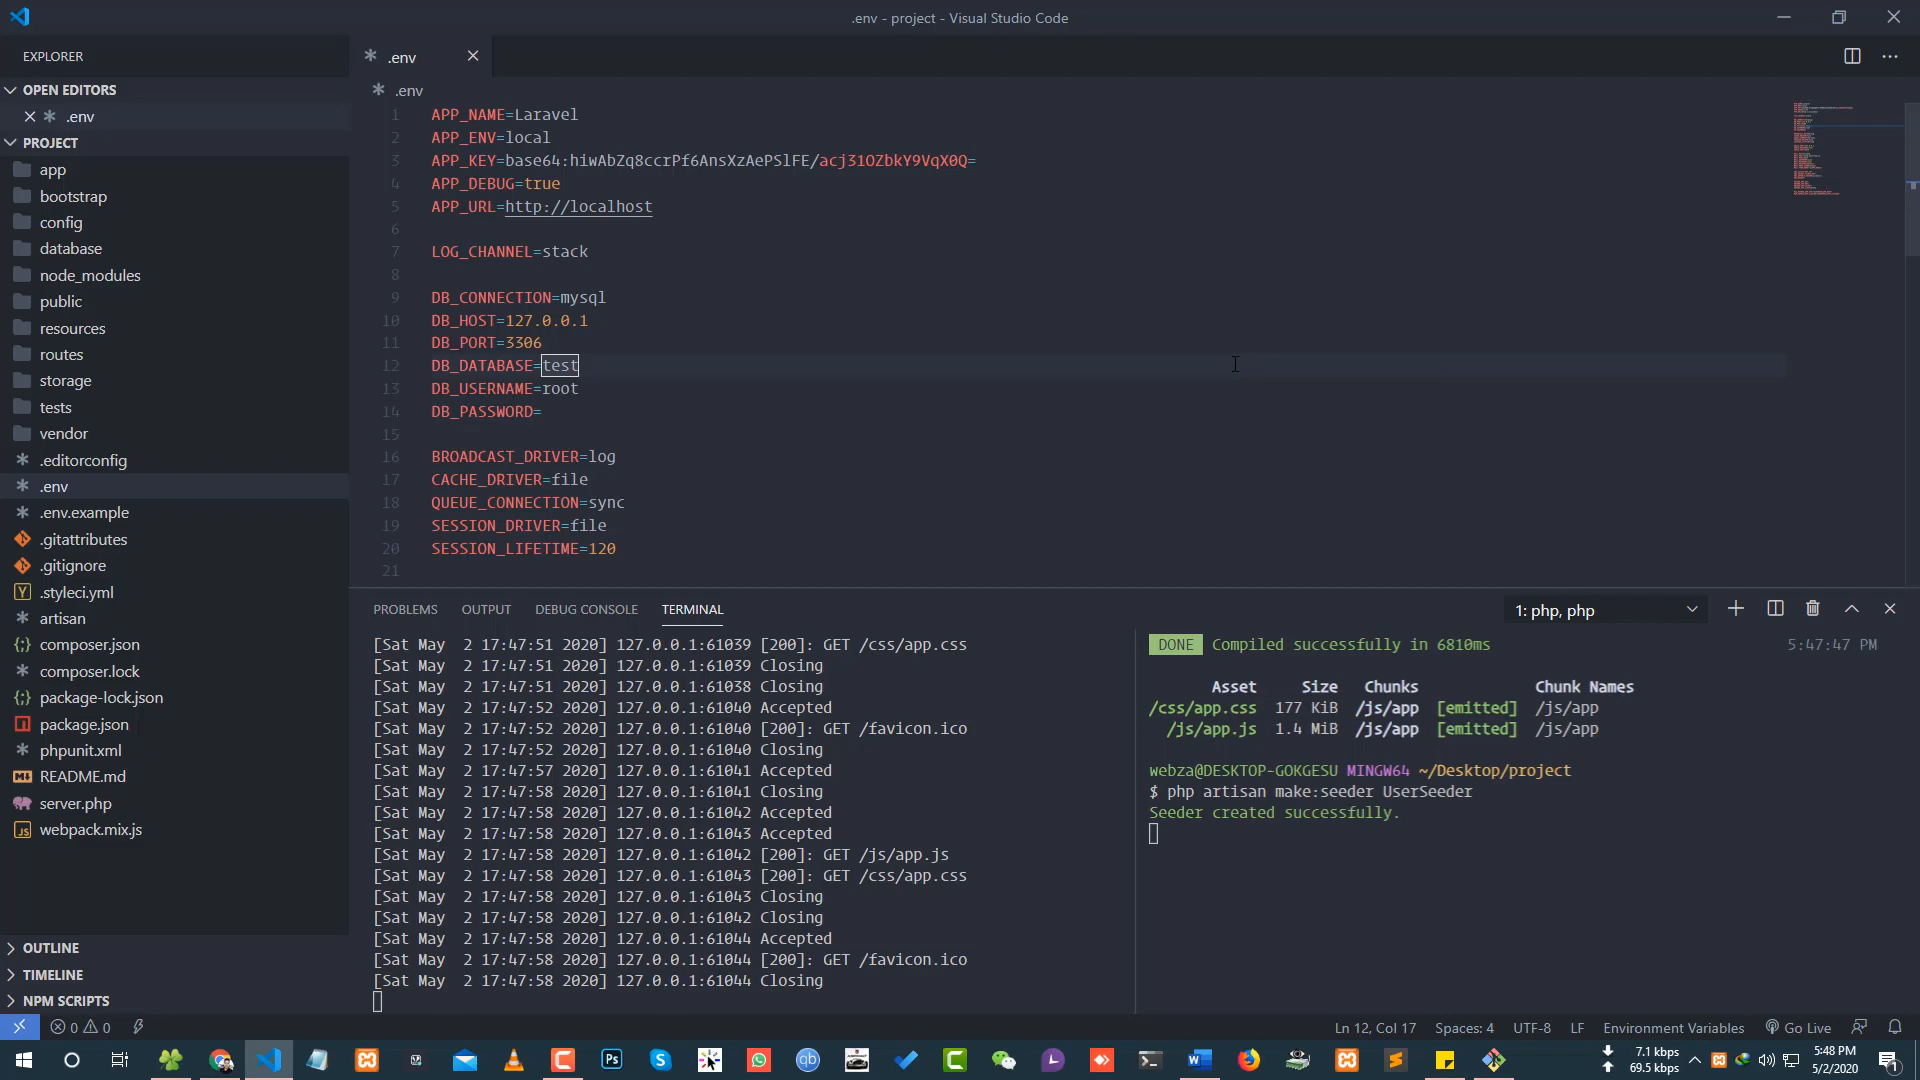 .env - project - Visual Studio Code
EXPLORER
OPEN EDITORS
.env
PROJECT
app
bootstrap
config
database
node_modules
public
resources
routes
storage
tests
vendor
.editorconfig
.env
.env.example
.gitattributes
.gitignore
.styleci.yml
artisan
composer.json
composer.lock
package-lock.json
package.json
phpunit.xml
README.md
server.php
webpack.mix.js
OUTLINE
TIMELINE
NPM SCRIPTS
.env
.env
1 APP_NAME=Laravel
2 APP_ENV=local
3 APP_KEY=base64:hiwAbZq8ccrPf6AnsXzAePSlFE/acj31OZbkY9VqX0Q=
4 APP_DEBUG=true
5 APP_URL=http://localhost
6
7 LOG_CHANNEL=stack
8
9 DB_CONNECTION=mysql
10 DB_HOST=127.0.0.1
11 DB_PORT=3306
12 DB_DATABASE=test
13 DB_USERNAME=root
14 DB_PASSWORD=
15
16 BROADCAST_DRIVER=log
17 CACHE_DRIVER=file
18 QUEUE_CONNECTION=sync
19 SESSION_DRIVER=file
20 SESSION_LIFETIME=120
21
PROBLEMS OUTPUT DEBUG CONSOLE TERMINAL 1: php, php
[Sat May  2 17:47:51 2020] 127.0.0.1:61039 [200]: GET /css/app.css
[Sat May  2 17:47:51 2020] 127.0.0.1:61039 Closing
[Sat May  2 17:47:51 2020] 127.0.0.1:61038 Closing
[Sat May  2 17:47:52 2020] 127.0.0.1:61040 Accepted
[Sat May  2 17:47:52 2020] 127.0.0.1:61040 [200]: GET /favicon.ico
[Sat May  2 17:47:52 2020] 127.0.0.1:61040 Closing
[Sat May  2 17:47:57 2020] 127.0.0.1:61041 Accepted
[Sat May  2 17:47:58 2020] 127.0.0.1:61041 Closing
[Sat May  2 17:47:58 2020] 127.0.0.1:61042 Accepted
[Sat May  2 17:47:58 2020] 127.0.0.1:61043 Accepted
[Sat May  2 17:47:58 2020] 127.0.0.1:61042 [200]: GET /js/app.js
[Sat May  2 17:47:58 2020] 127.0.0.1:61043 [200]: GET /css/app.css
[Sat May  2 17:47:58 2020] 127.0.0.1:61043 Closing
[Sat May  2 17:47:58 2020] 127.0.0.1:61042 Closing
[Sat May  2 17:47:58 2020] 127.0.0.1:61044 Accepted
[Sat May  2 17:47:58 2020] 127.0.0.1:61044 [200]: GET /favicon.ico
[Sat May  2 17:47:58 2020] 127.0.0.1:61044 Closing
DONE Compiled successfully in 6810ms 5:47:47 PM
Asset Size Chunks Chunk Names
/css/app.css 177 KiB /js/app [emitted] /js/app
/js/app.js 1.4 MiB /js/app [emitted] /js/app
webza@DESKTOP-GOKGESU MINGW64 ~/Desktop/project
$ php artisan make:seeder UserSeeder
Seeder created successfully.
0 0
Ln 12, Col 17 Spaces: 4 UTF-8 LF Environment Variables Go Live
7.1 kbps
69.5 kbps
5:48 PM
5/2/2020